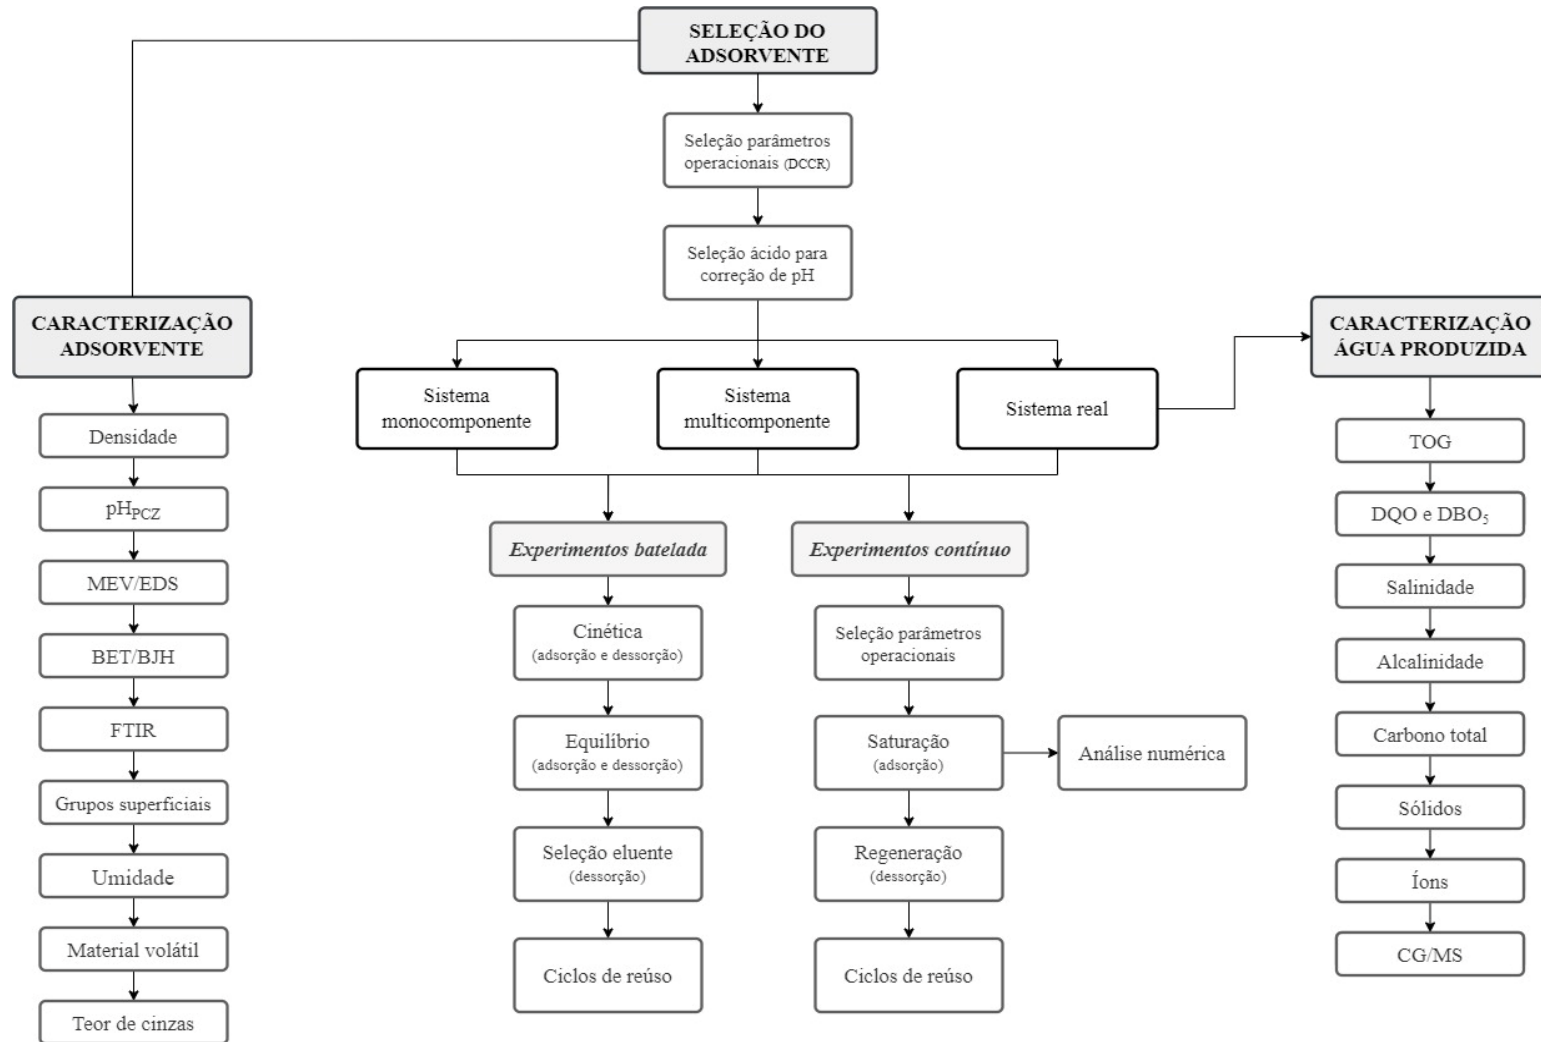 SELEÇÃO DO
ADSORVENTE
Seleção parâmetros
operacionais (DCCR)
Seleção ácido para
correção de pH
CARACTERIZAÇÃO
ADSORVENTE
Densidade
pH_PCZ
MEV/EDS
BET/BJH
FTIR
Grupos superfíciais
Umidade
Material volátil
Teor de cinzas
Sistema
monocomponente
Sistema
multicomponente
Sistema real
Experimentos batelada
Cinética
(adsorção e dessorção)
Equilíbrio
(adsorção e dessorção)
Seleção eluente
(dessorção)
Ciclos de reúso
Experimentos contínuo
Seleção parâmetros
operacionais
Saturação
(adsorção)
Análise numérica
Regeneração
(dessorção)
Ciclos de reúso
CARACTERIZAÇÃO
ÁGUA PRODUZIDA
TOG
DQO e DBO₅
Salinidade
Alcalinidade
Carbono total
Sólidos
Íons
CG/MS